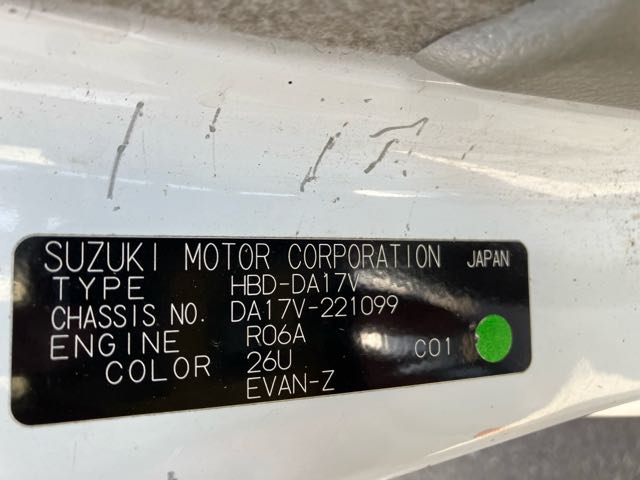 SUZUKI MOTOR CORPORATION JAPAN
TYPE HBD-DA17V
CHASSIS NO. DA17V-221099
ENGINE R06A C01
COLOR 26U
EVAN-Z